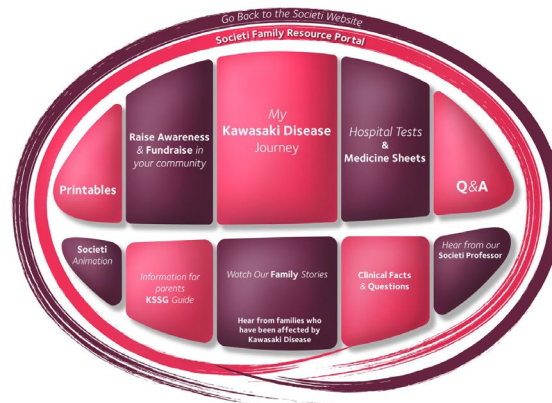 Go Back to the Societi Website
Societi Family Resource Portal
Printables
Raise Awareness
& Fundraise in
your community
My
Kawasaki Disease
Journey
Hospital Tests
&
Medicine Sheets
Q&A
Societi
Animation
Information for
parents
KSSG Guide
Watch Our Family Stories
Hear from families who
have been affected by
Kawasaki Disease
Clinical Facts
& Questions
Hear from our
Societi Professor